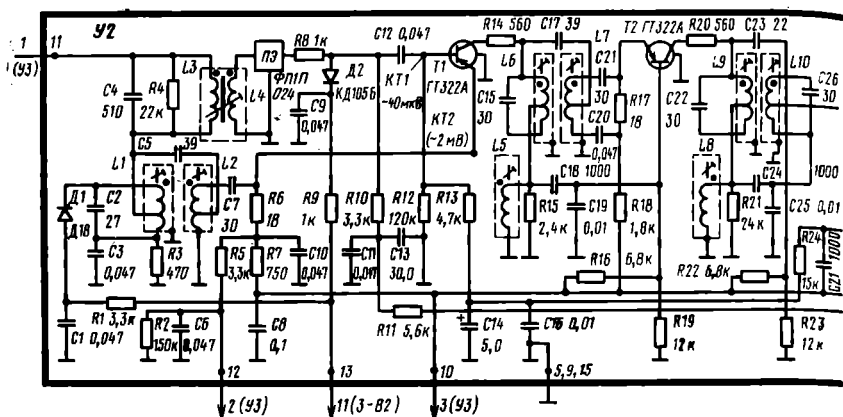 У2
1
(У3)
11
C4
510
R4
22к
L3
L4
ПЭ
ФП1П
024
R8 1к
Д2
КД105Б
C9
0,047
C12 0,047
КТ1
~40мкВ
Т1
ГТ322А
КТ2
(~2мВ)
R14 560
C15
30
C17
39
L6
L7
C21
30
C20
0,047
Т2 ГТ322А
R17
18
R20 560
C23
22
L9
L10
C22
30
C26
30
C5
39
L1
L2
C7
30
Д1
Д18
C2
27
C3
0,047
R3
470
R6
18
R5
3,3к
R7
750
C10
0,047
R9
1к
R10
3,3к
R12
120к
R13
4,7к
C11
0,047
C13
30,0
L5
C18
1000
R15
2,4к
C19
0,01
R18
1,8к
R16
6,8к
L8
C24
1000
R21
24к
C25
0,01
R22 6,8к
R24
15к
C21
1000
R1 3,3к
C1 0,047
R2
150к
C6
0,047
C8
0,1
R11 5,6к
C14
5,0
C16 0,01
R19
12к
R23
12к
12
13
10
5,9,15
2(У3)
11(3-В2)
3(У3)